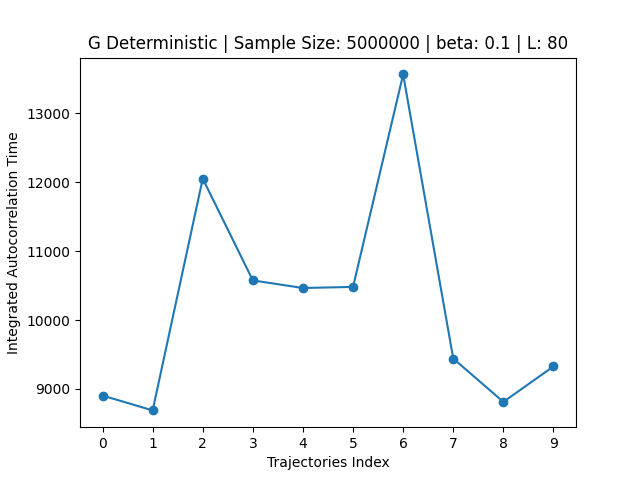 G Deterministic | Sample Size: 5000000 | beta: 0.1 | L: 80
13000
12000
11000
10000
9000
Integrated Autocorrelation Time
0 1 2 3 4 5 6 7 8 9
Trajectories Index